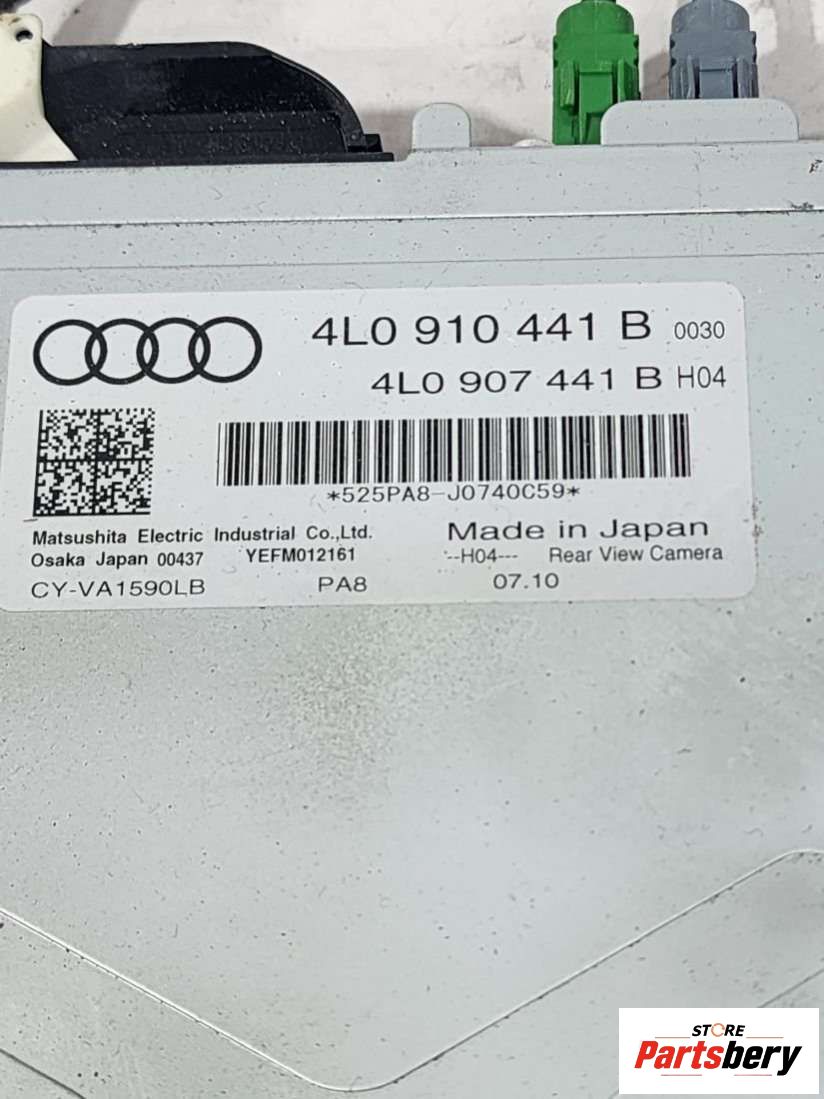 4L0 910 441 B 0030
4L0 907 441 B H04
*525PA8-J0740C59*
Matsushita Electric Industrial Co.,Ltd. Made in Japan
Osaka Japan 00437 YEFM012161 --H04--- Rear View Camera
CY-VA1590LB PA8 07.10
STORE
Partsbery